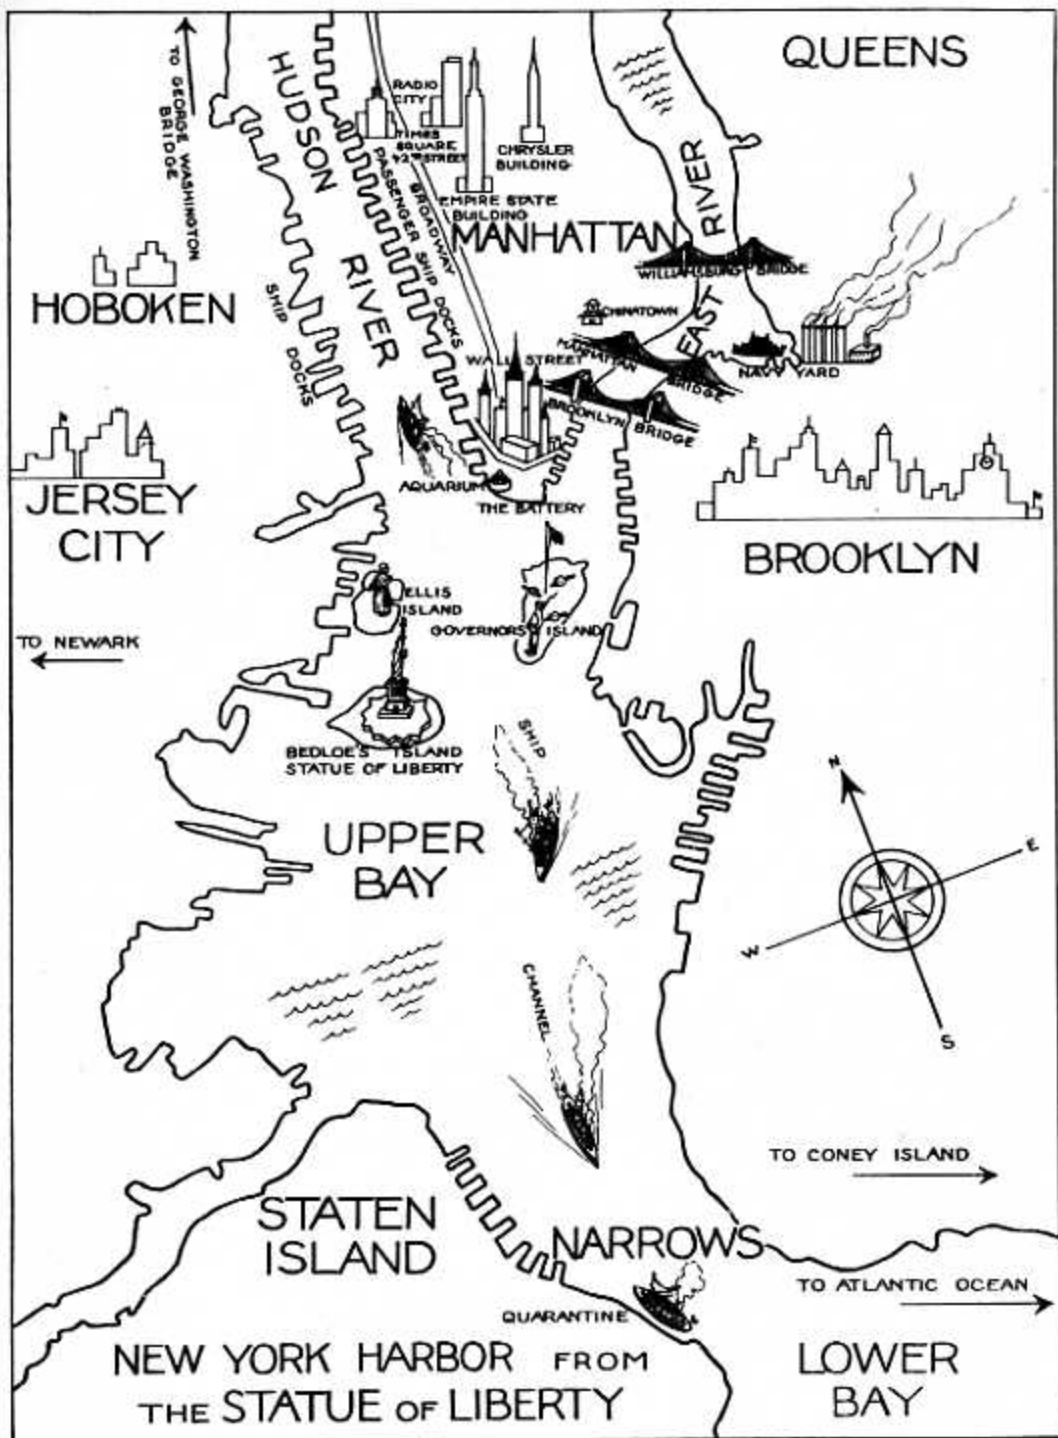 QUEENS
TO GEORGE WASHINGTON
BRIDGE
HUDSON
RIVER
RADIO
CITY
TIMES
SQUARE
42ND STREET
CHRYSLER
BUILDING
EMPIRE STATE
BUILDING
PASSENGER SHIP DOCKS
BROADWAY
MANHATTAN
EAST RIVER
WILLIAMSBURG BRIDGE
HOBOKEN
SHIP DOCKS
CHINATOWN
MANHATTAN
BRIDGE
NAVY YARD
WALL STREET
BROOKLYN BRIDGE
JERSEY
CITY
AQUARIUM
THE BATTERY
BROOKLYN
ELLIS
ISLAND
GOVERNORS ISLAND
TO NEWARK
BEDLOE'S ISLAND
STATUE OF LIBERTY
SHIP
N
E
W
S
UPPER
BAY
CHANNEL
TO CONEY ISLAND
STATEN
ISLAND
NARROWS
TO ATLANTIC OCEAN
QUARANTINE
NEW YORK HARBOR FROM
THE STATUE OF LIBERTY
LOWER
BAY